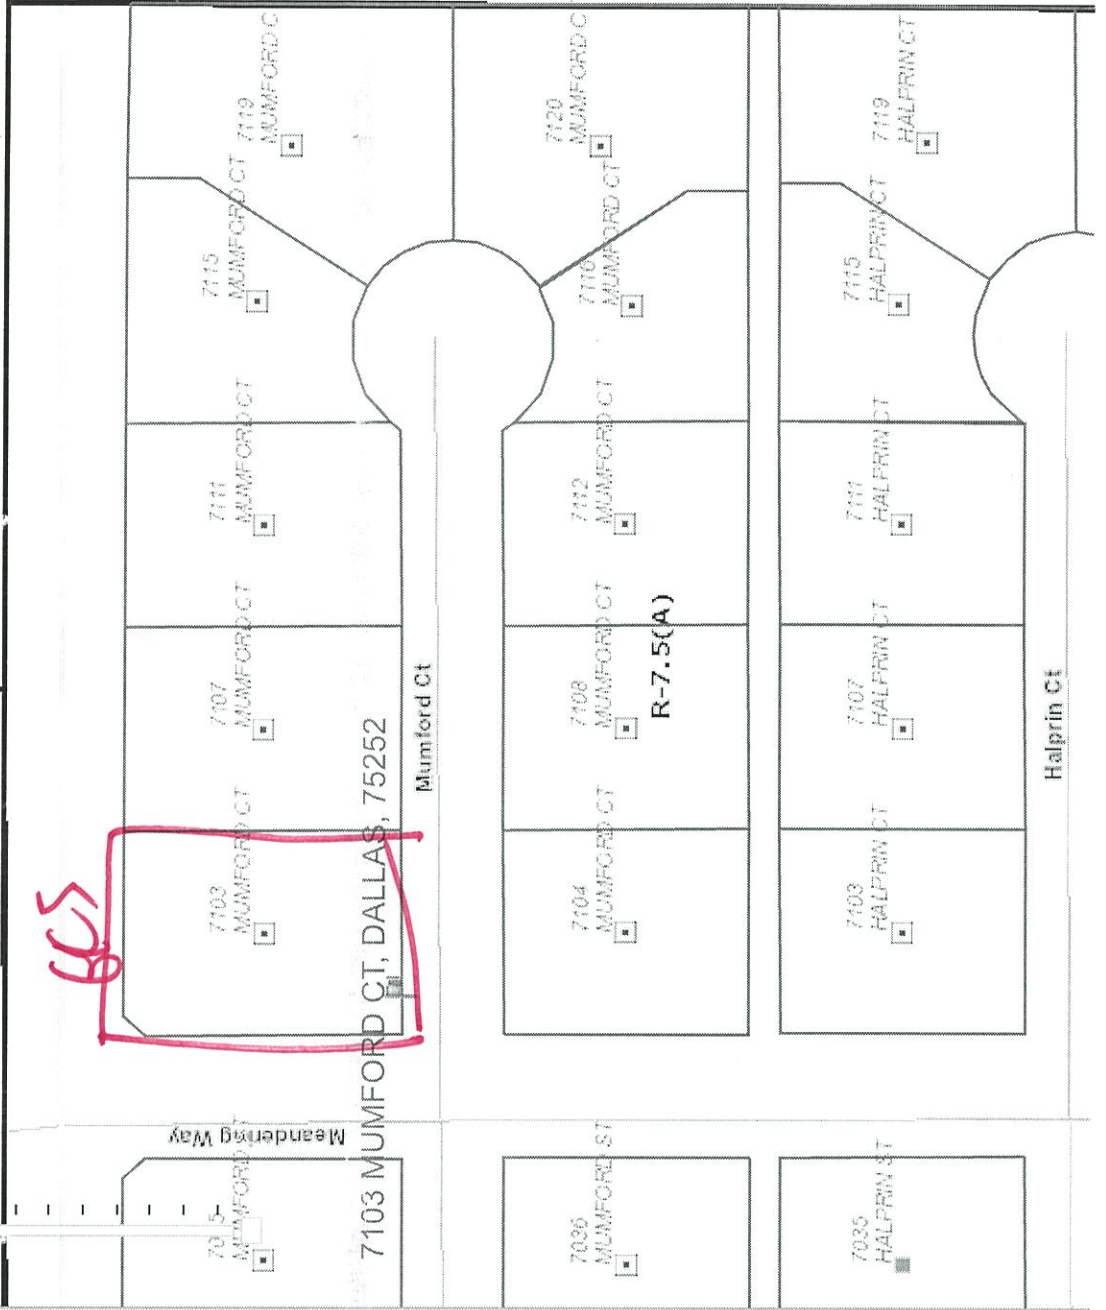 7119
MUMFORD C
7115
MUMFORD CT
7111
MUMFORD CT
7107
MUMFORD CT
7103
MUMFORD CT
7103 MUMFORD CT, DALLAS, 75252
Mumford Ct
Meandering Way
7120
MUMFORD C
7116
MUMFORD CT
7112
MUMFORD CT
7108
MUMFORD CT
R-7.5(A)
7104
MUMFORD CT
7036
MUMFORD ST
7119
HALPRIN CT
7115
HALPRIN CT
7111
HALPRIN CT
7107
HALPRIN CT
7103
HALPRIN CT
7035
HALPRIN ST
Halprin Ct